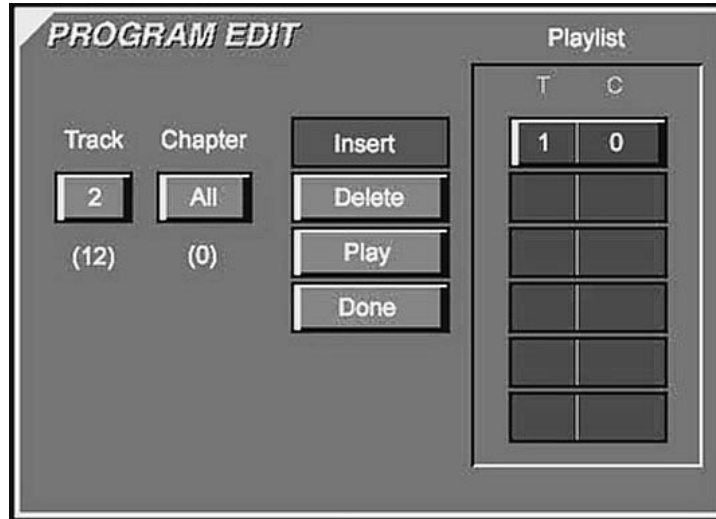 PROGRAM EDIT
Playlist
T C
Track Chapter
Insert
1 0
2 All
Delete
(12) (0)
Play
Done